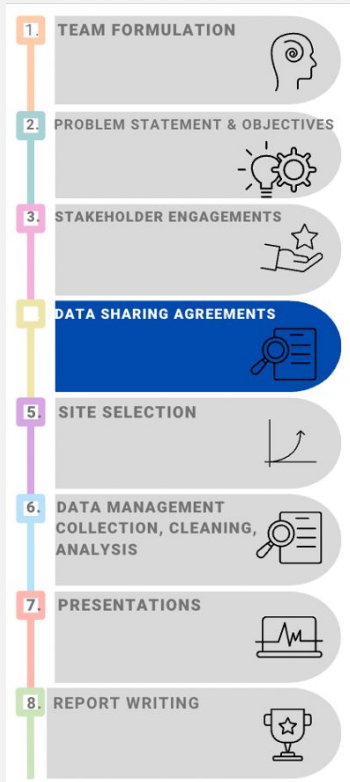 1. TEAM FORMULATION
2. PROBLEM STATEMENT & OBJECTIVES
3. STAKEHOLDER ENGAGEMENTS
DATA SHARING AGREEMENTS
5. SITE SELECTION
6. DATA MANAGEMENT
COLLECTION, CLEANING,
ANALYSIS
7. PRESENTATIONS
8. REPORT WRITING